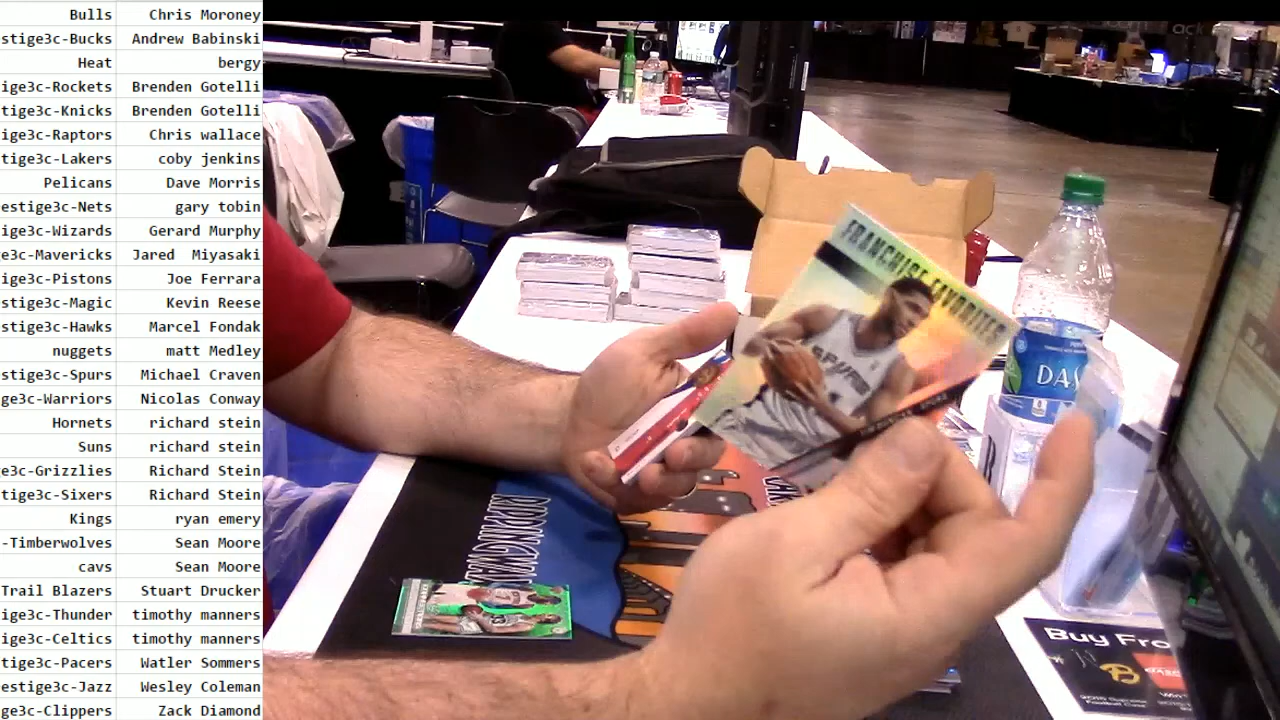 Bulls Chris Moroney
stige3c-Bucks Andrew Babinski
Heat bergy
ige3c-Rockets Brenden Gotelli
ige3c-Knicks Brenden Gotelli
ige3c-Raptors Chris wallace
tige3c-Lakers coby jenkins
Pelicans Dave Morris
estige3c-Nets gary tobin
ige3c-Wizards Gerard Murphy
e3c-Mavericks Jared Miyasaki
ige3c-Pistons Joe Ferrara
stige3c-Magic Kevin Reese
stige3c-Hawks Marcel Fondak
nuggets matt Medley
stige3c-Spurs Michael Craven
ge3c-Warriors Nicolas Conway
Hornets richard stein
Suns richard stein
e3c-Grizzlies Richard Stein
tige3c-Sixers Richard Stein
Kings ryan emery
-Timberwolves Sean Moore
cavs Sean Moore
Trail Blazers Stuart Drucker
ige3c-Thunder timothy manners
ige3c-Celtics timothy manners
tige3c-Pacers Watler Sommers
estige3c-Jazz Wesley Coleman
ge3c-Clippers Zack Diamond
FRANCHISE FAVORITES
SPURS
DAS
RIPPINGWAX
Buy Fro
B